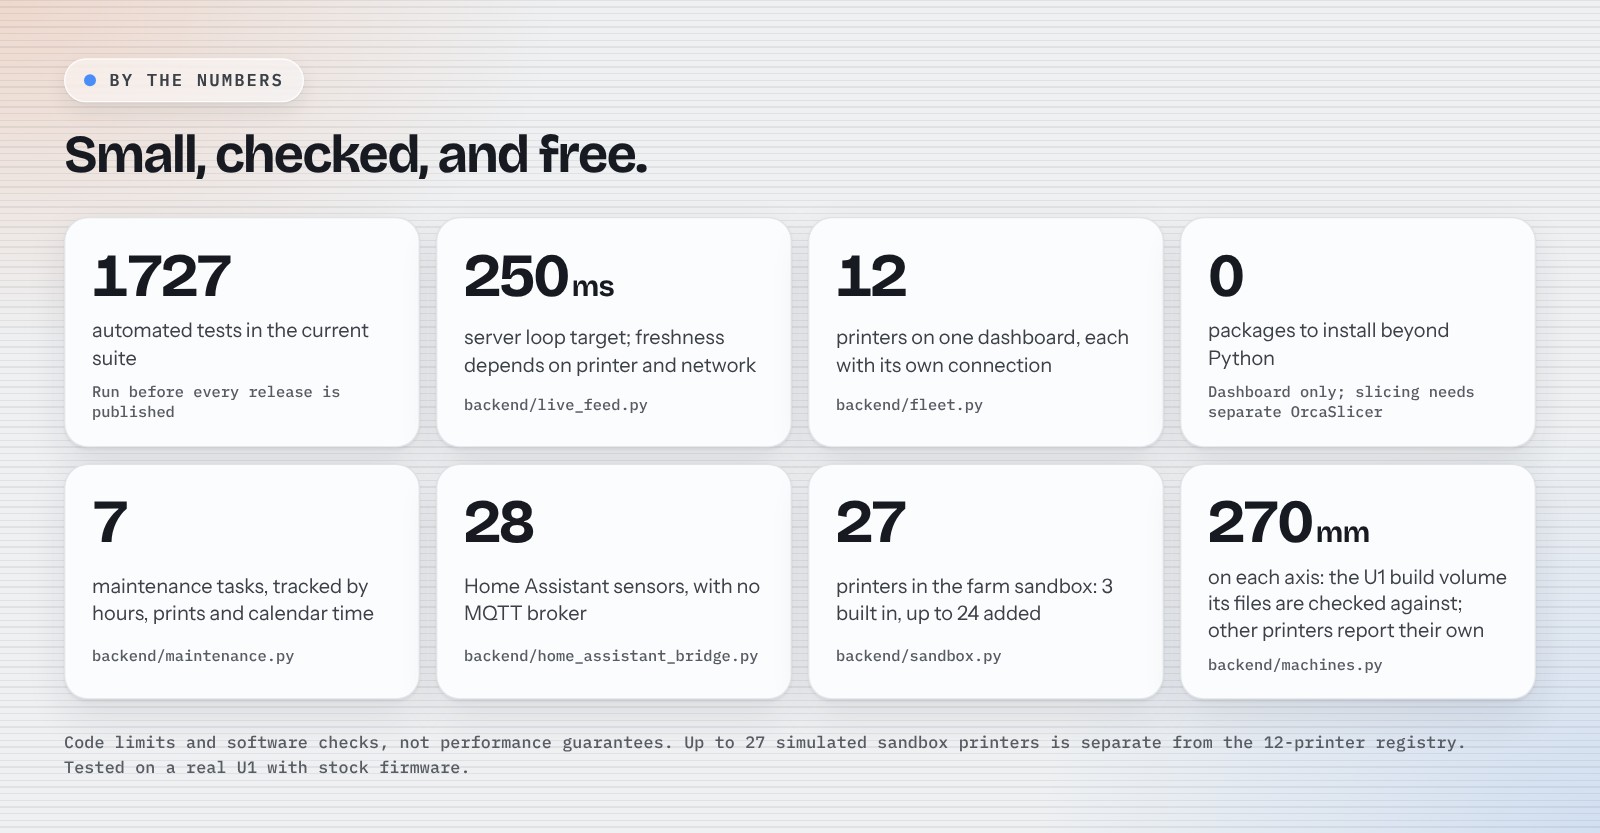 BY THE NUMBERS
Small, checked, and free.
1727
automated tests in the current
suite
Run before every release is
published
250ms
server loop target; freshness
depends on printer and network
backend/live_feed.py
12
printers on one dashboard, each
with its own connection
backend/fleet.py
0
packages to install beyond
Python
Dashboard only; slicing needs
separate OrcaSlicer
7
maintenance tasks, tracked by
hours, prints and calendar time
backend/maintenance.py
28
Home Assistant sensors, with no
MQTT broker
backend/home_assistant_bridge.py
27
printers in the farm sandbox: 3
built in, up to 24 added
backend/sandbox.py
270mm
on each axis: the U1 build volume
its files are checked against;
other printers report their own
backend/machines.py
Code limits and software checks, not performance guarantees. Up to 27 simulated sandbox printers is separate from the 12-printer registry.
Tested on a real U1 with stock firmware.